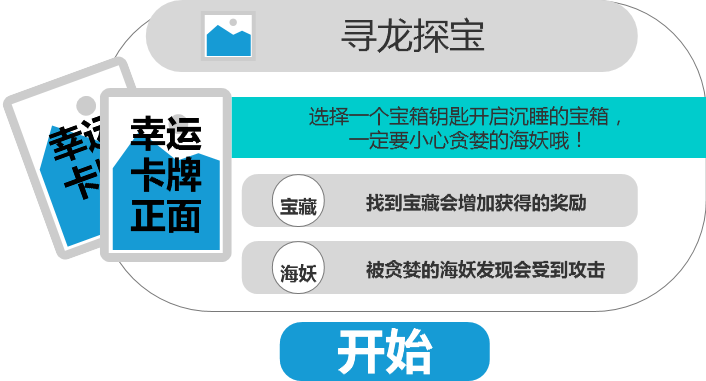 寻龙探宝
选择一个宝箱钥匙开启沉睡的宝箱，
一定要小心贪婪的海妖哦！
幸运
卡牌
幸运
卡牌
正面
宝藏 找到宝藏会增加获得的奖励
海妖 被贪婪的海妖发现会受到攻击
开始